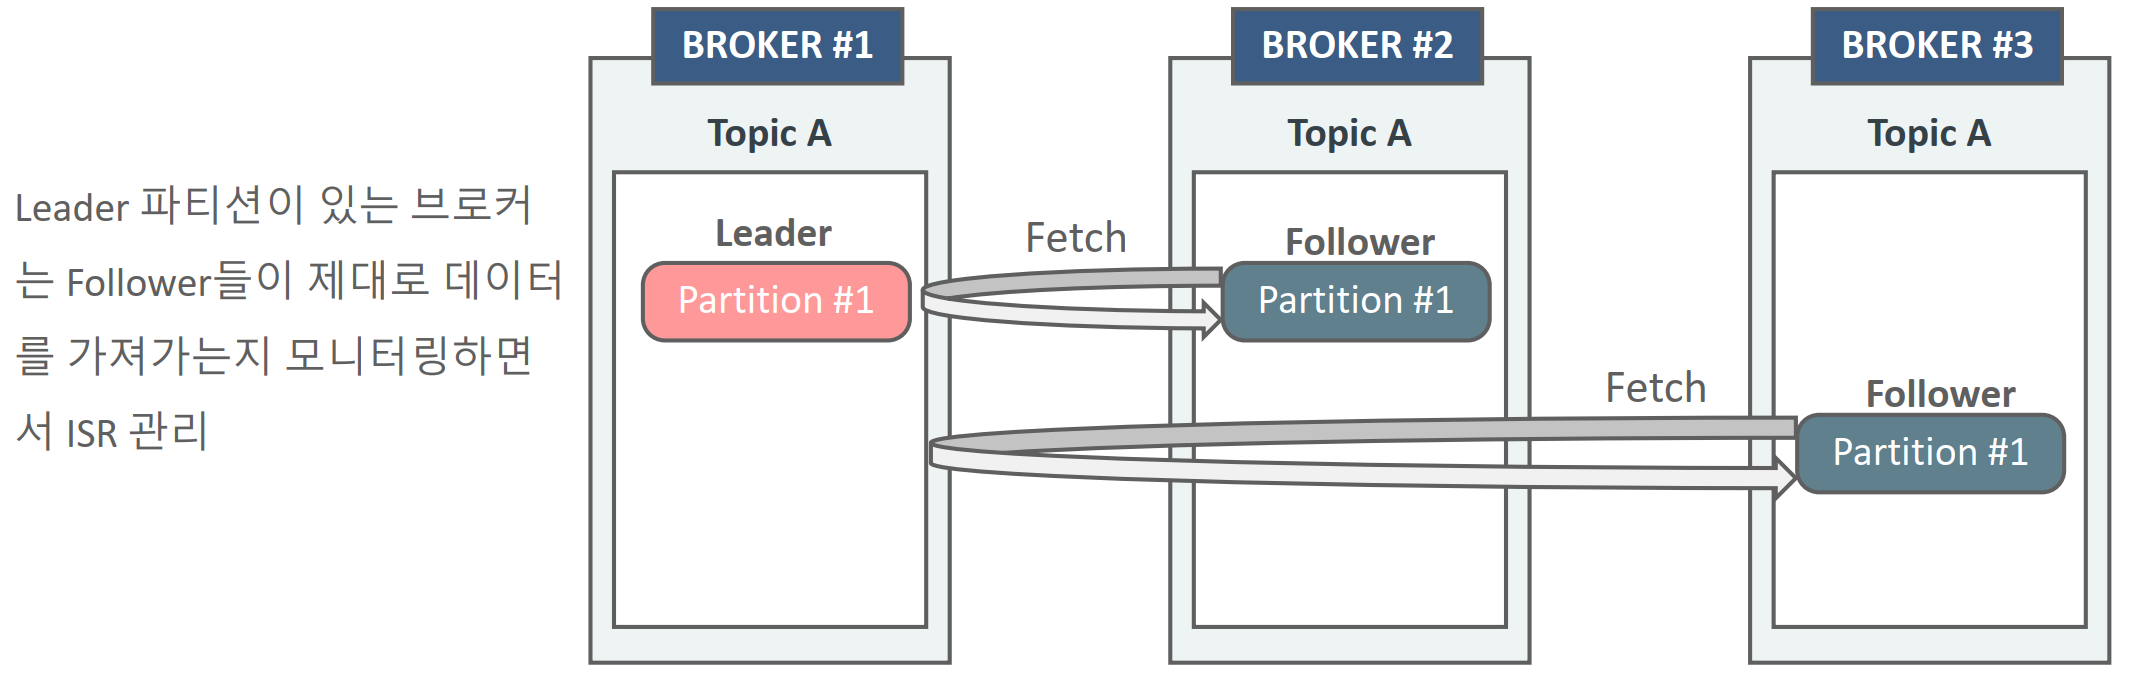 Leader 파티션이 있는 브로커
는 Follower들이 제대로 데이터
를 가져가는지 모니터링하면
서 ISR 관리
BROKER #1
Topic A
Leader
Partition #1
Fetch
BROKER #2
Topic A
Follower
Partition #1
Fetch
BROKER #3
Topic A
Follower
Partition #1